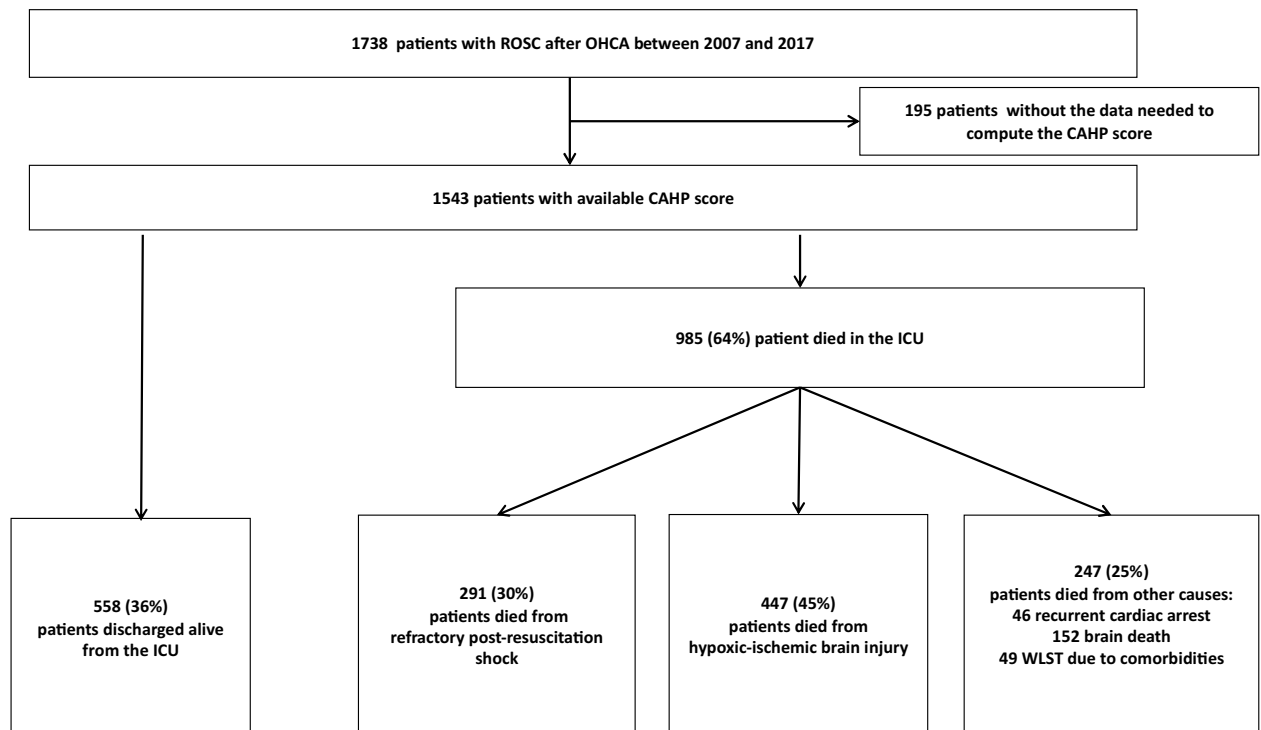 1738 patients with ROSC after OHCA between 2007 and 2017
195 patients without the data needed to
compute the CAHP score
1543 patients with available CAHP score
985 (64%) patient died in the ICU
558 (36%)
patients discharged alive
from the ICU
291 (30%)
patients died from
refractory post-resuscitation
shock
447 (45%)
patients died from
hypoxic-ischemic brain injury
247 (25%)
patients died from other causes:
46 recurrent cardiac arrest
152 brain death
49 WLST due to comorbidities